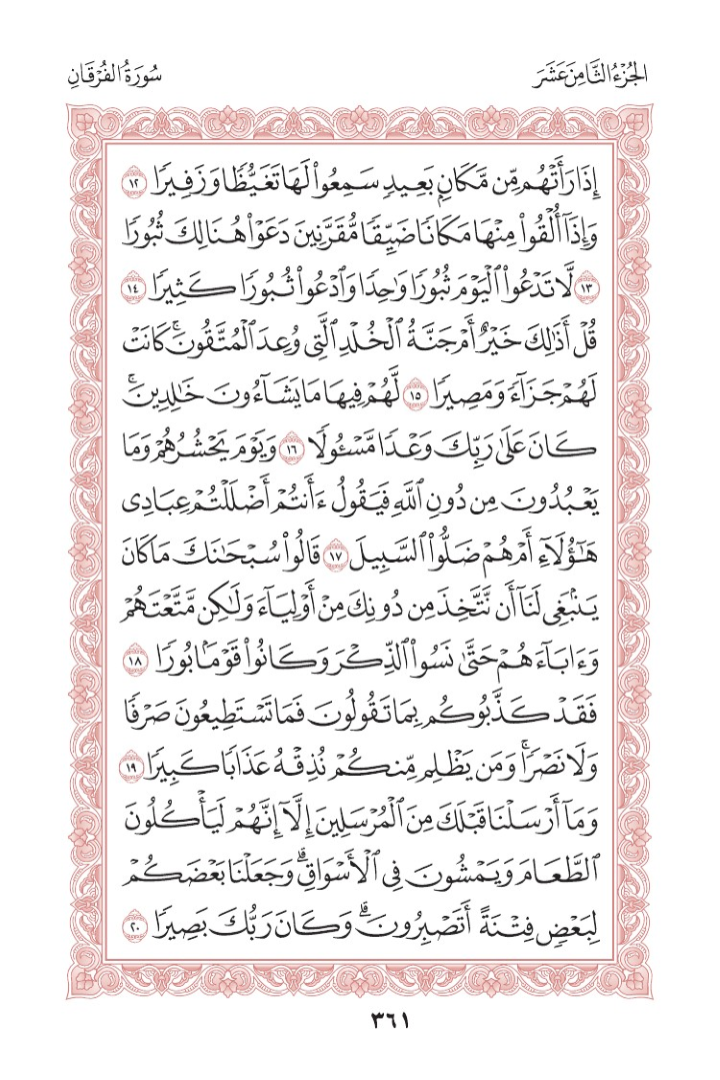 الجُزْءُ الثَّامِنَ عَشَرَ
سُورَةُ الفُرْقَانِ
إِذَا رَأَتْهُم مِّن مَّكَانِۭ بَعِيدٖ سَمِعُواْ لَهَا تَغَيُّظٗا وَزَفِيرٗا ١٢
وَإِذَآ أُلۡقُواْ مِنۡهَا مَكَانٗا ضَيِّقٗا مُّقَرَّنِينَ دَعَوۡاْ هُنَالِكَ ثُبُورٗا
١٣ لَّا تَدۡعُواْ ٱلۡيَوۡمَ ثُبُورٗا وَٰحِدٗا وَٱدۡعُواْ ثُبُورٗا كَثِيرٗا ١٤
قُلۡ أَذَٰلِكَ خَيۡرٌ أَمۡ جَنَّةُ ٱلۡخُلۡدِ ٱلَّتِي وُعِدَ ٱلۡمُتَّقُونَۚ كَانَتۡ
لَهُمۡ جَزَآءٗ وَمَصِيرٗا ١٥ لَّهُمۡ فِيهَا مَا يَشَآءُونَ خَٰلِدِينَۚ
كَانَ عَلَىٰ رَبِّكَ وَعۡدٗا مَّسۡـُٔولٗا ١٦ وَيَوۡمَ يَحۡشُرُهُمۡ وَمَا
يَعۡبُدُونَ مِن دُونِ ٱللَّهِ فَيَقُولُ ءَأَنتُمۡ أَضۡلَلۡتُمۡ عِبَادِي
هَٰٓؤُلَآءِ أَمۡ هُمۡ ضَلُّواْ ٱلسَّبِيلَ ١٧ قَالُواْ سُبۡحَٰنَكَ مَا كَانَ
يَنۢبَغِي لَنَآ أَن نَّتَّخِذَ مِن دُونِكَ مِنۡ أَوۡلِيَآءَ وَلَٰكِن مَّتَّعۡتَهُمۡ
وَءَابَآءَهُمۡ حَتَّىٰ نَسُواْ ٱلذِّكۡرَ وَكَانُواْ قَوۡمَۢا بُورٗا ١٨
فَقَدۡ كَذَّبُوكُم بِمَا تَقُولُونَ فَمَا تَسۡتَطِيعُونَ صَرۡفٗا
وَلَا نَصۡرٗاۚ وَمَن يَظۡلِم مِّنكُمۡ نُذِقۡهُ عَذَابٗا كَبِيرٗا ١٩
وَمَآ أَرۡسَلۡنَا قَبۡلَكَ مِنَ ٱلۡمُرۡسَلِينَ إِلَّآ إِنَّهُمۡ لَيَأۡكُلُونَ
ٱلطَّعَامَ وَيَمۡشُونَ فِي ٱلۡأَسۡوَاقِۗ وَجَعَلۡنَا بَعۡضَكُمۡ
لِبَعۡضٖ فِتۡنَةً أَتَصۡبِرُونَۗ وَكَانَ رَبُّكَ بَصِيرٗا ٢٠
٣٦١